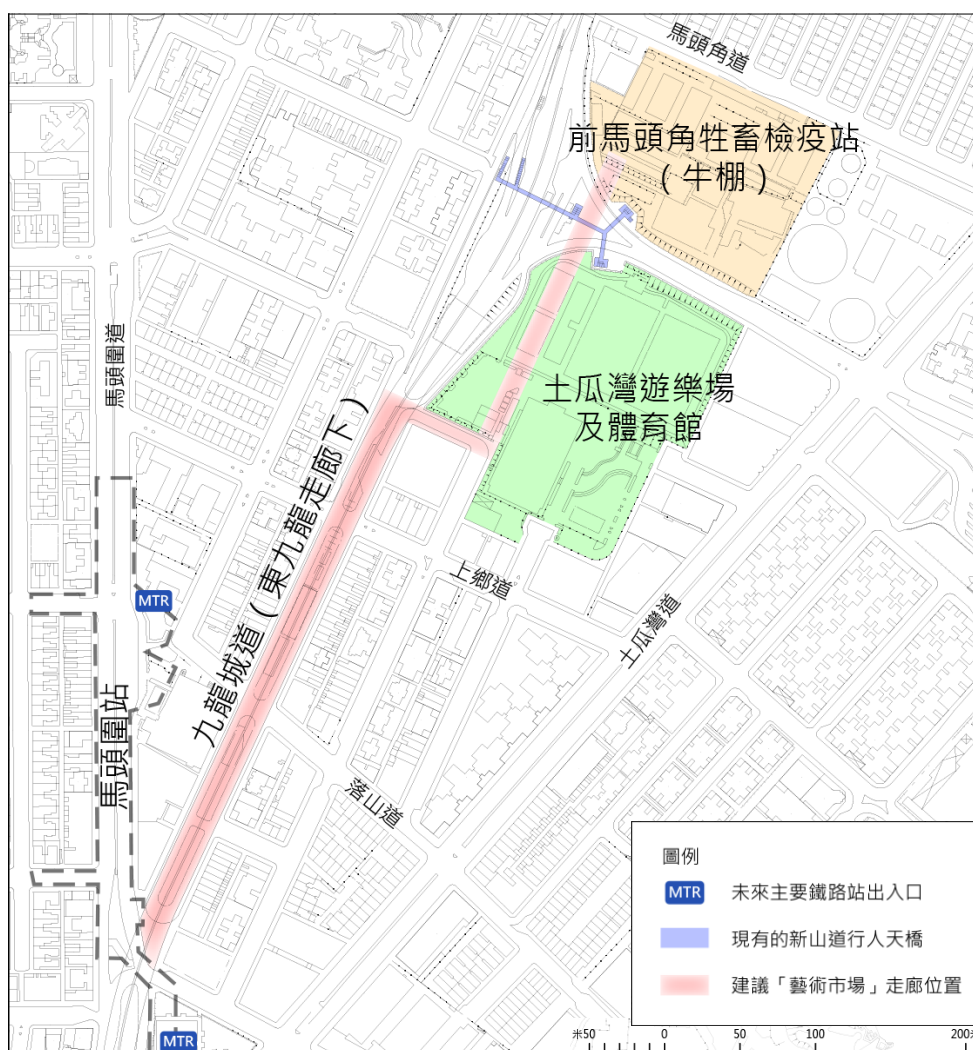 馬頭角道
前馬頭角牲畜檢疫站
（牛棚）
馬頭圍道
土瓜灣遊樂場
及體育館
九龍城道（東九龍走廊下）
上鄉道
MTR
土瓜灣道
馬頭圍站
落山道
圖例
MTR 未來主要鐵路站出入口
現有的新山道行人天橋
建議「藝術市場」走廊位置
MTR
米50 0 50 100 200米